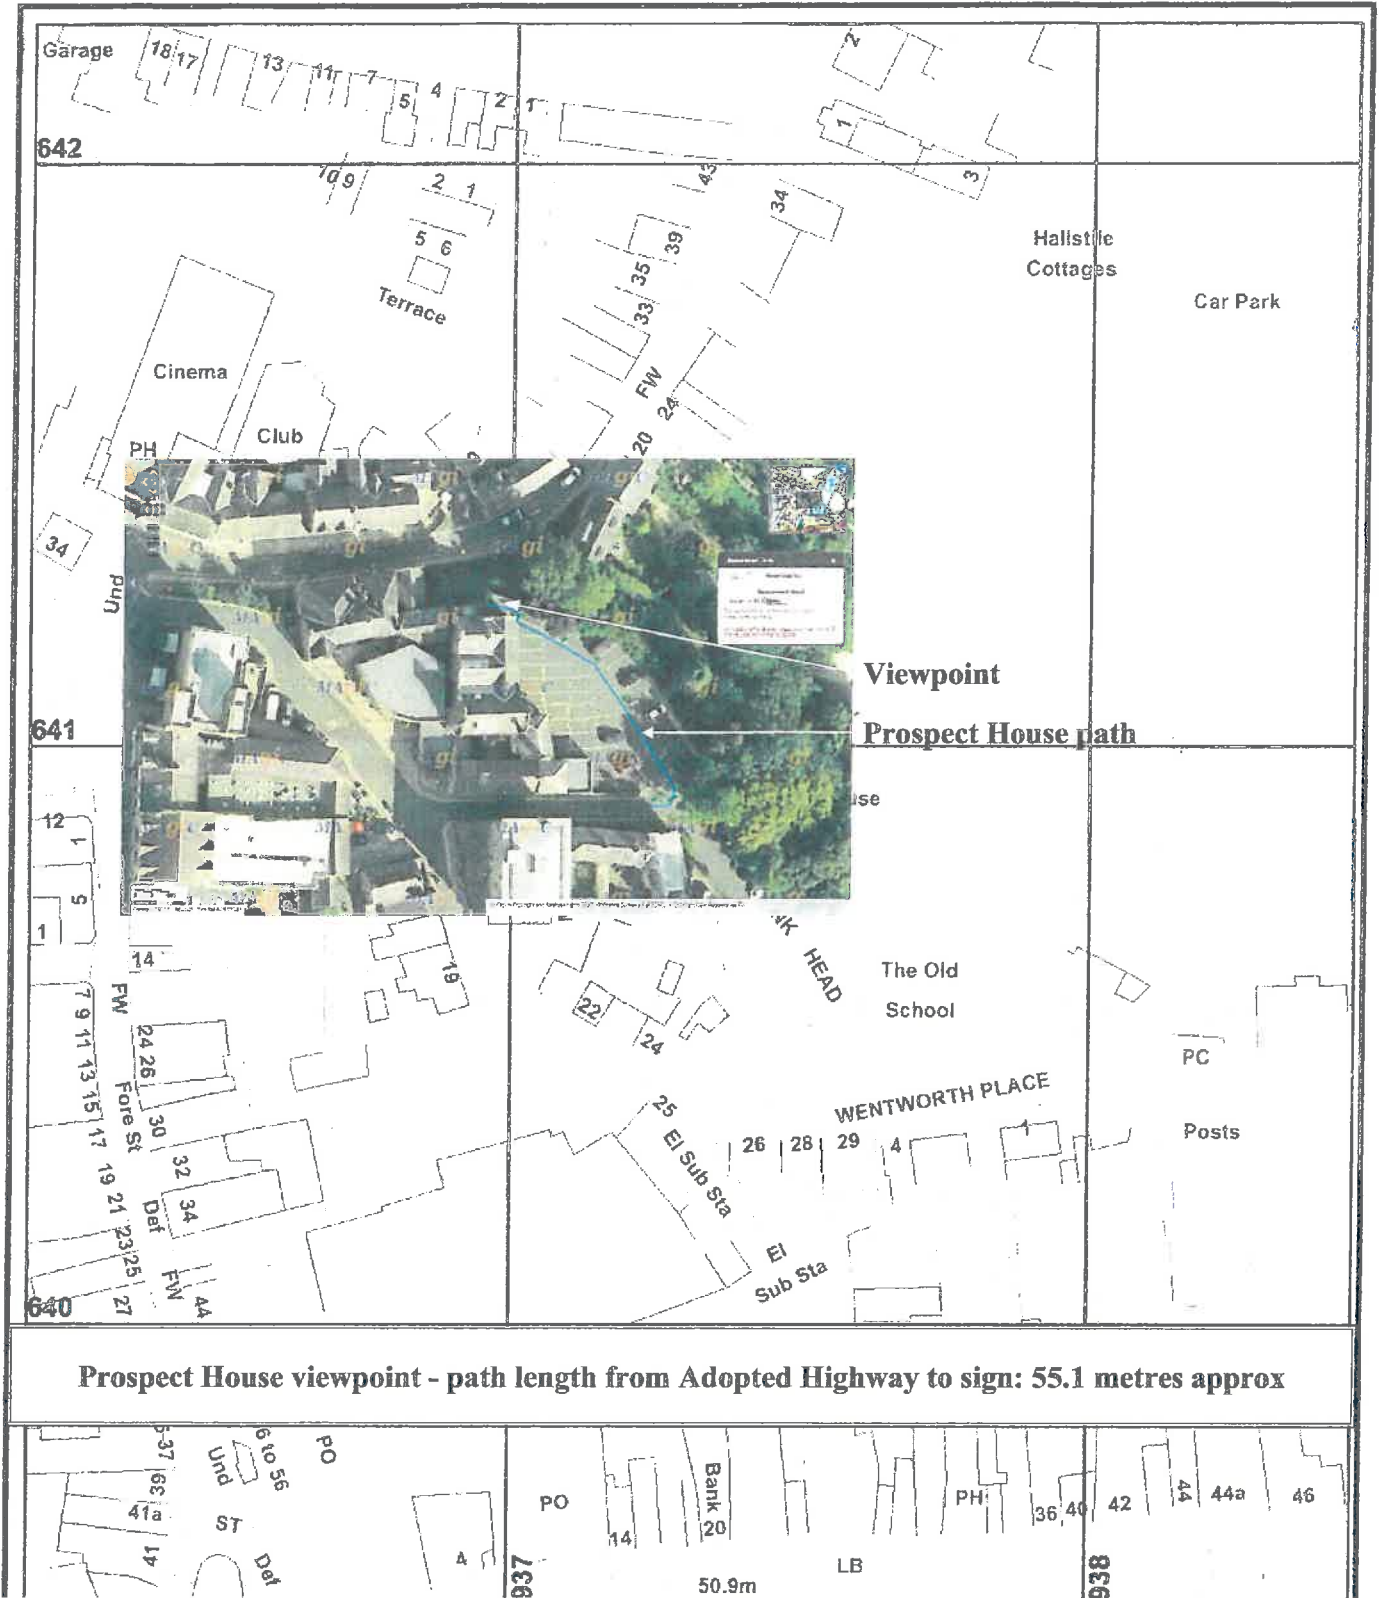 Garage
18 17 13 11 7 5 4 2 1
2
1
3
642
10 9
2 1
5 6
Terrace
43
34
39
35
33
Hallstile
Cottages
Car Park
Cinema
Club
PH
FW
24
20
34
Und
gi
Viewpoint
641
Prospect House path
use
12
1
5
1
14
19
NK HEAD
The Old
School
22
24
FW
7 9 11 13 15 17 19 21 23 25 27
24 26
Fore St
30
32
34
Def
FW
44
25
El Sub Sta
El
Sub Sta
WENTWORTH PLACE
26 28 29 4 1
PC
Posts
640
Prospect House viewpoint - path length from Adopted Highway to sign: 55.1 metres approx
37
39
41a
41
Und
6 to 56
PO
ST
Def
4
937
PO
14
Bank
20
PH
36 40 42 44 44a 46
LB
50.9m
938